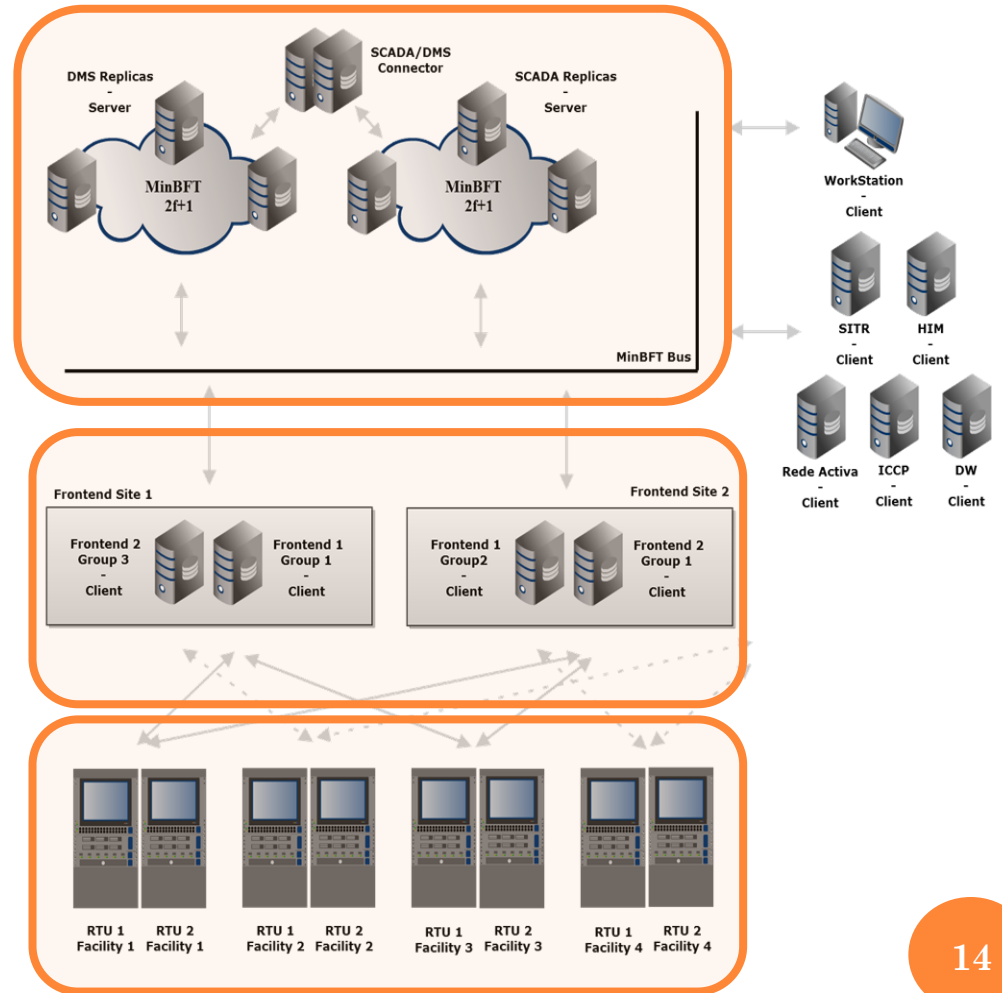 SCADA/DMS
Connector
DMS Replicas
-
Server
SCADA Replicas
-
Server
MinBFT
2f+1
MinBFT
2f+1
MinBFT Bus
WorkStation
-
Client
SITR
-
Client
HIM
-
Client
Rede Activa
-
Client
ICCP
-
Client
DW
-
Client
Frontend Site 1
Frontend 2
Group 3
-
Client
Frontend 1
Group 1
-
Client
Frontend Site 2
Frontend 1
Group2
-
Client
Frontend 2
Group 1
-
Client
RTU 1
Facility 1
RTU 2
Facility 1
RTU 1
Facility 2
RTU 2
Facility 2
RTU 1
Facility 3
RTU 2
Facility 3
RTU 1
Facility 4
RTU 2
Facility 4
14